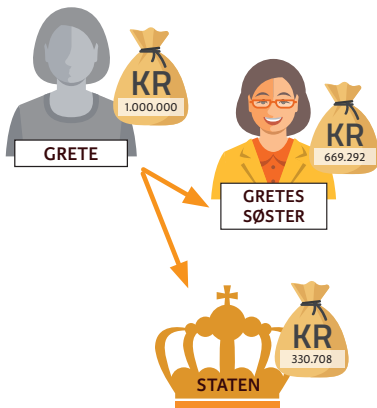 KR
1.000.000
GRETE
KR
669.292
GRETES
SØSTER
KR
330.708
STATEN